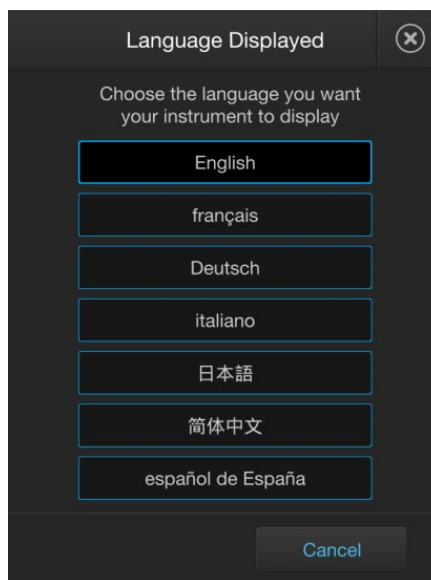 Language Displayed
Choose the language you want
your instrument to display
English
français
Deutsch
italiano
日本語
简体中文
español de España
Cancel